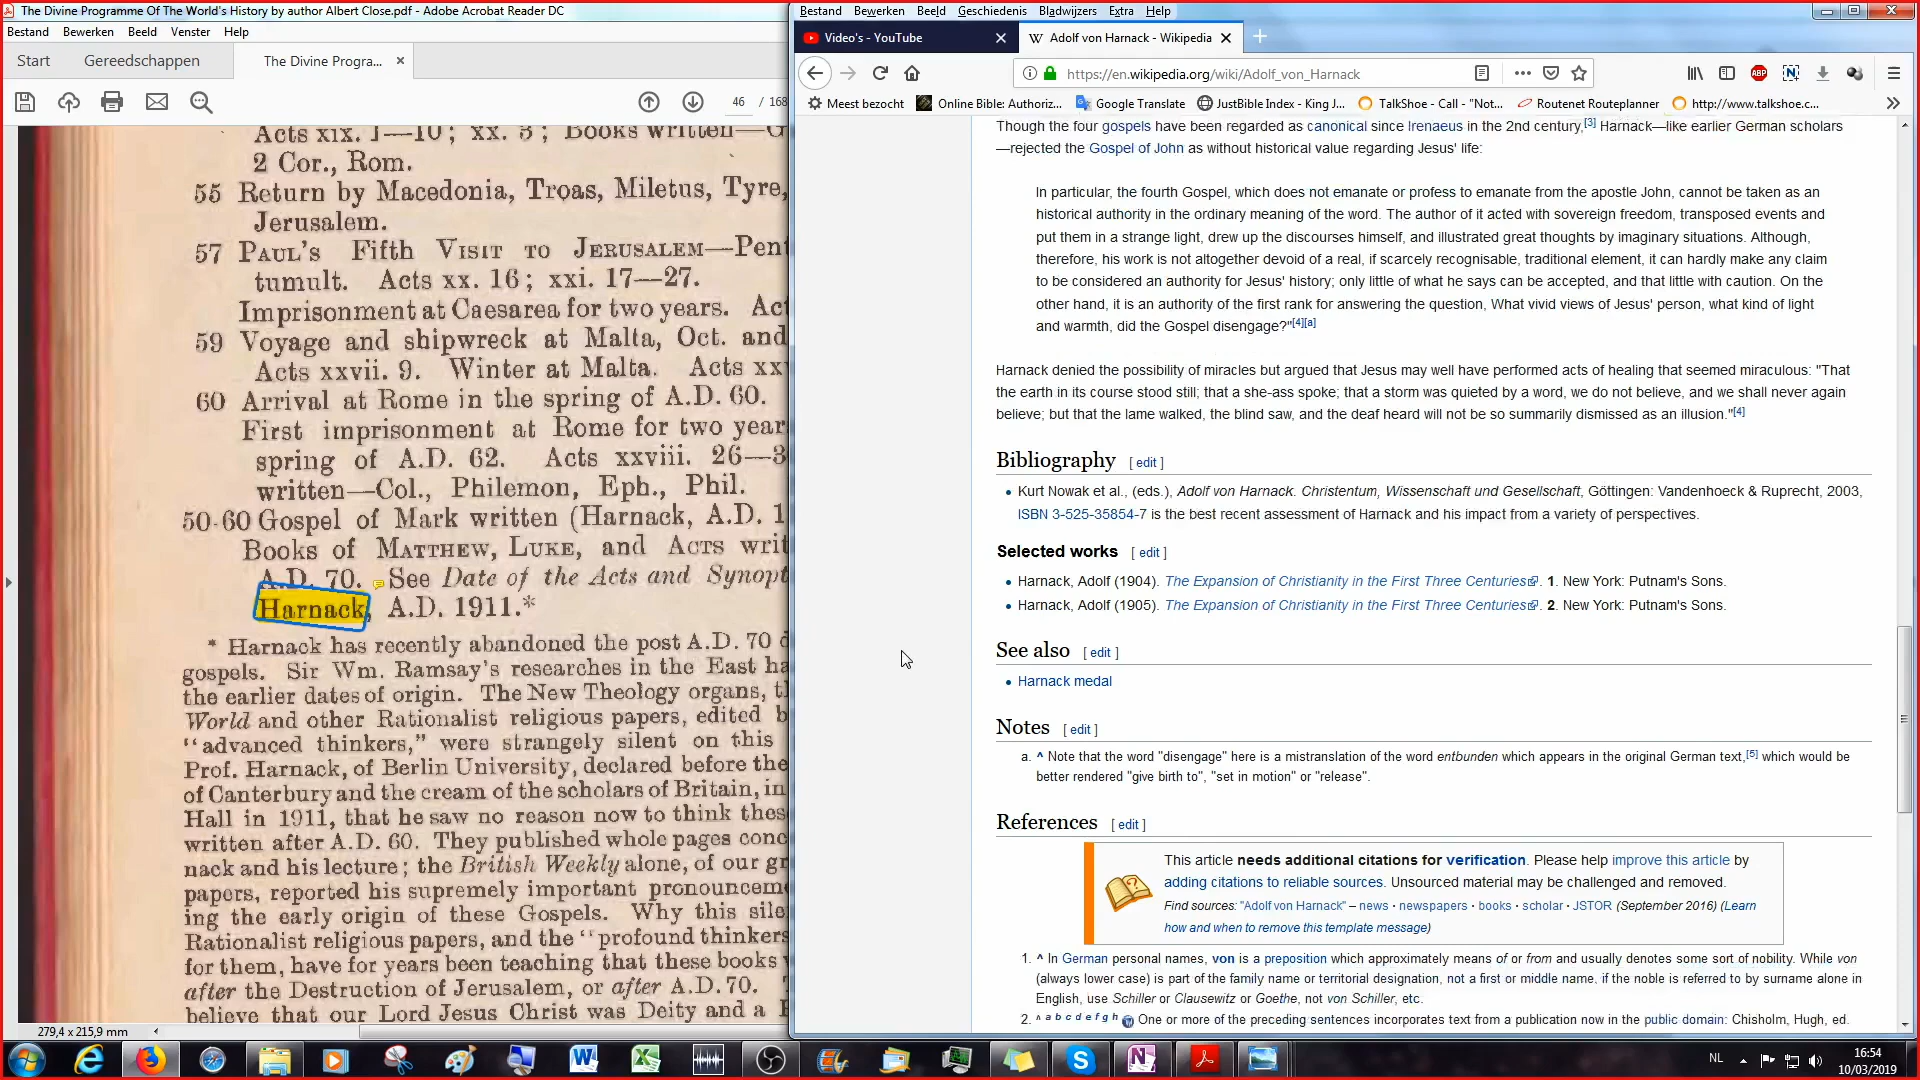 The Divine Programme Of The World's History by author Albert Close.pdf - Adobe Acrobat Reader DC
Bestand Bewerken Beeld Venster Help
Start Gereedschappen The Divine Progra... ×
46 / 168
Acts xix. 1—10; xx. 3; Books written—G
2 Cor., Rom.
55 Return by Macedonia, Troas, Miletus, Tyre,
Jerusalem.
57 PAUL'S FIFTH VISIT TO JERUSALEM—Pent
tumult. Acts xx. 16; xxi. 17—27.
Imprisonment at Caesarea for two years. Act
59 Voyage and shipwreck at Malta, Oct. and
Acts xxvii. 9. Winter at Malta. Acts xxv
60 Arrival at Rome in the spring of A.D. 60.
First imprisonment at Rome for two year
spring of A.D. 62. Acts xxviii. 26—3
written—Col., Philemon, Eph., Phil.
50-60 Gospel of Mark written (Harnack, A.D. 1
Books of MATTHEW, LUKE, and ACTS writ
A.D. 70. See Date of the Acts and Synopt
Harnack, A.D. 1911.*
* Harnack has recently abandoned the post A.D. 70 d
gospels. Sir Wm. Ramsay's researches in the East ha
the earlier dates of origin. The New Theology organs, t
World and other Rationalist religious papers, edited b
"advanced thinkers," were strangely silent on this
Prof. Harnack, of Berlin University, declared before the
of Canterbury and the cream of the scholars of Britain, in
Hall in 1911, that he saw no reason now to think thes
written after A.D. 60. They published whole pages conc
nack and his lecture; the British Weekly alone, of our gr
papers, reported his supremely important pronouncem
ing the early origin of these Gospels. Why this sile
Rationalist religious papers, and the "profound thinkers
for them, have for years been teaching that these books w
after the Destruction of Jerusalem, or after A.D. 70.
believe that our Lord Jesus Christ was Deity and a
279,4 x 215,9 mm
Bestand Bewerken Beeld Geschiedenis Bladwijzers Extra Help
Video's - YouTube × W Adolf von Harnack - Wikipedia ×
https://en.wikipedia.org/wiki/Adolf_von_Harnack
Meest bezocht Online Bible: Authoriz... Google Translate JustBible Index - King J... TalkShoe - Call - "Not... Routenet Routeplanner http://www.talkshoe.c...
Though the four gospels have been regarded as canonical since Irenaeus in the 2nd century,[3] Harnack—like earlier German scholars
—rejected the Gospel of John as without historical value regarding Jesus' life:
In particular, the fourth Gospel, which does not emanate or profess to emanate from the apostle John, cannot be taken as an
historical authority in the ordinary meaning of the word. The author of it acted with sovereign freedom, transposed events and
put them in a strange light, drew up the discourses himself, and illustrated great thoughts by imaginary situations. Although,
therefore, his work is not altogether devoid of a real, if scarcely recognisable, traditional element, it can hardly make any claim
to be considered an authority for Jesus' history; only little of what he says can be accepted, and that little with caution. On the
other hand, it is an authority of the first rank for answering the question, What vivid views of Jesus' person, what kind of light
and warmth, did the Gospel disengage?"[4][a]
Harnack denied the possibility of miracles but argued that Jesus may well have performed acts of healing that seemed miraculous: "That
the earth in its course stood still; that a she-ass spoke; that a storm was quieted by a word, we do not believe, and we shall never again
believe; but that the lame walked, the blind saw, and the deaf heard will not be so summarily dismissed as an illusion."[4]
Bibliography [ edit ]
• Kurt Nowak et al., (eds.), Adolf von Harnack. Christentum, Wissenschaft und Gesellschaft, Göttingen: Vandenhoeck & Ruprecht, 2003,
ISBN 3-525-35854-7 is the best recent assessment of Harnack and his impact from a variety of perspectives.
Selected works [ edit ]
• Harnack, Adolf (1904). The Expansion of Christianity in the First Three Centuries. 1. New York: Putnam's Sons.
• Harnack, Adolf (1905). The Expansion of Christianity in the First Three Centuries. 2. New York: Putnam's Sons.
See also [ edit ]
• Harnack medal
Notes [ edit ]
a. ^ Note that the word "disengage" here is a mistranslation of the word entbunden which appears in the original German text,[5] which would be
better rendered "give birth to", "set in motion" or "release".
References [ edit ]
This article needs additional citations for verification. Please help improve this article by
adding citations to reliable sources. Unsourced material may be challenged and removed.
Find sources: "Adolf von Harnack" – news · newspapers · books · scholar · JSTOR (September 2016) (Learn
how and when to remove this template message)
1. ^ In German personal names, von is a preposition which approximately means of or from and usually denotes some sort of nobility. While von
(always lower case) is part of the family name or territorial designation, not a first or middle name, if the noble is referred to by surname alone in
English, use Schiller or Clausewitz or Goethe, not von Schiller, etc.
2. ^ a b c d e f g h One or more of the preceding sentences incorporates text from a publication now in the public domain: Chisholm, Hugh, ed.
NL 16:54
10/03/2019